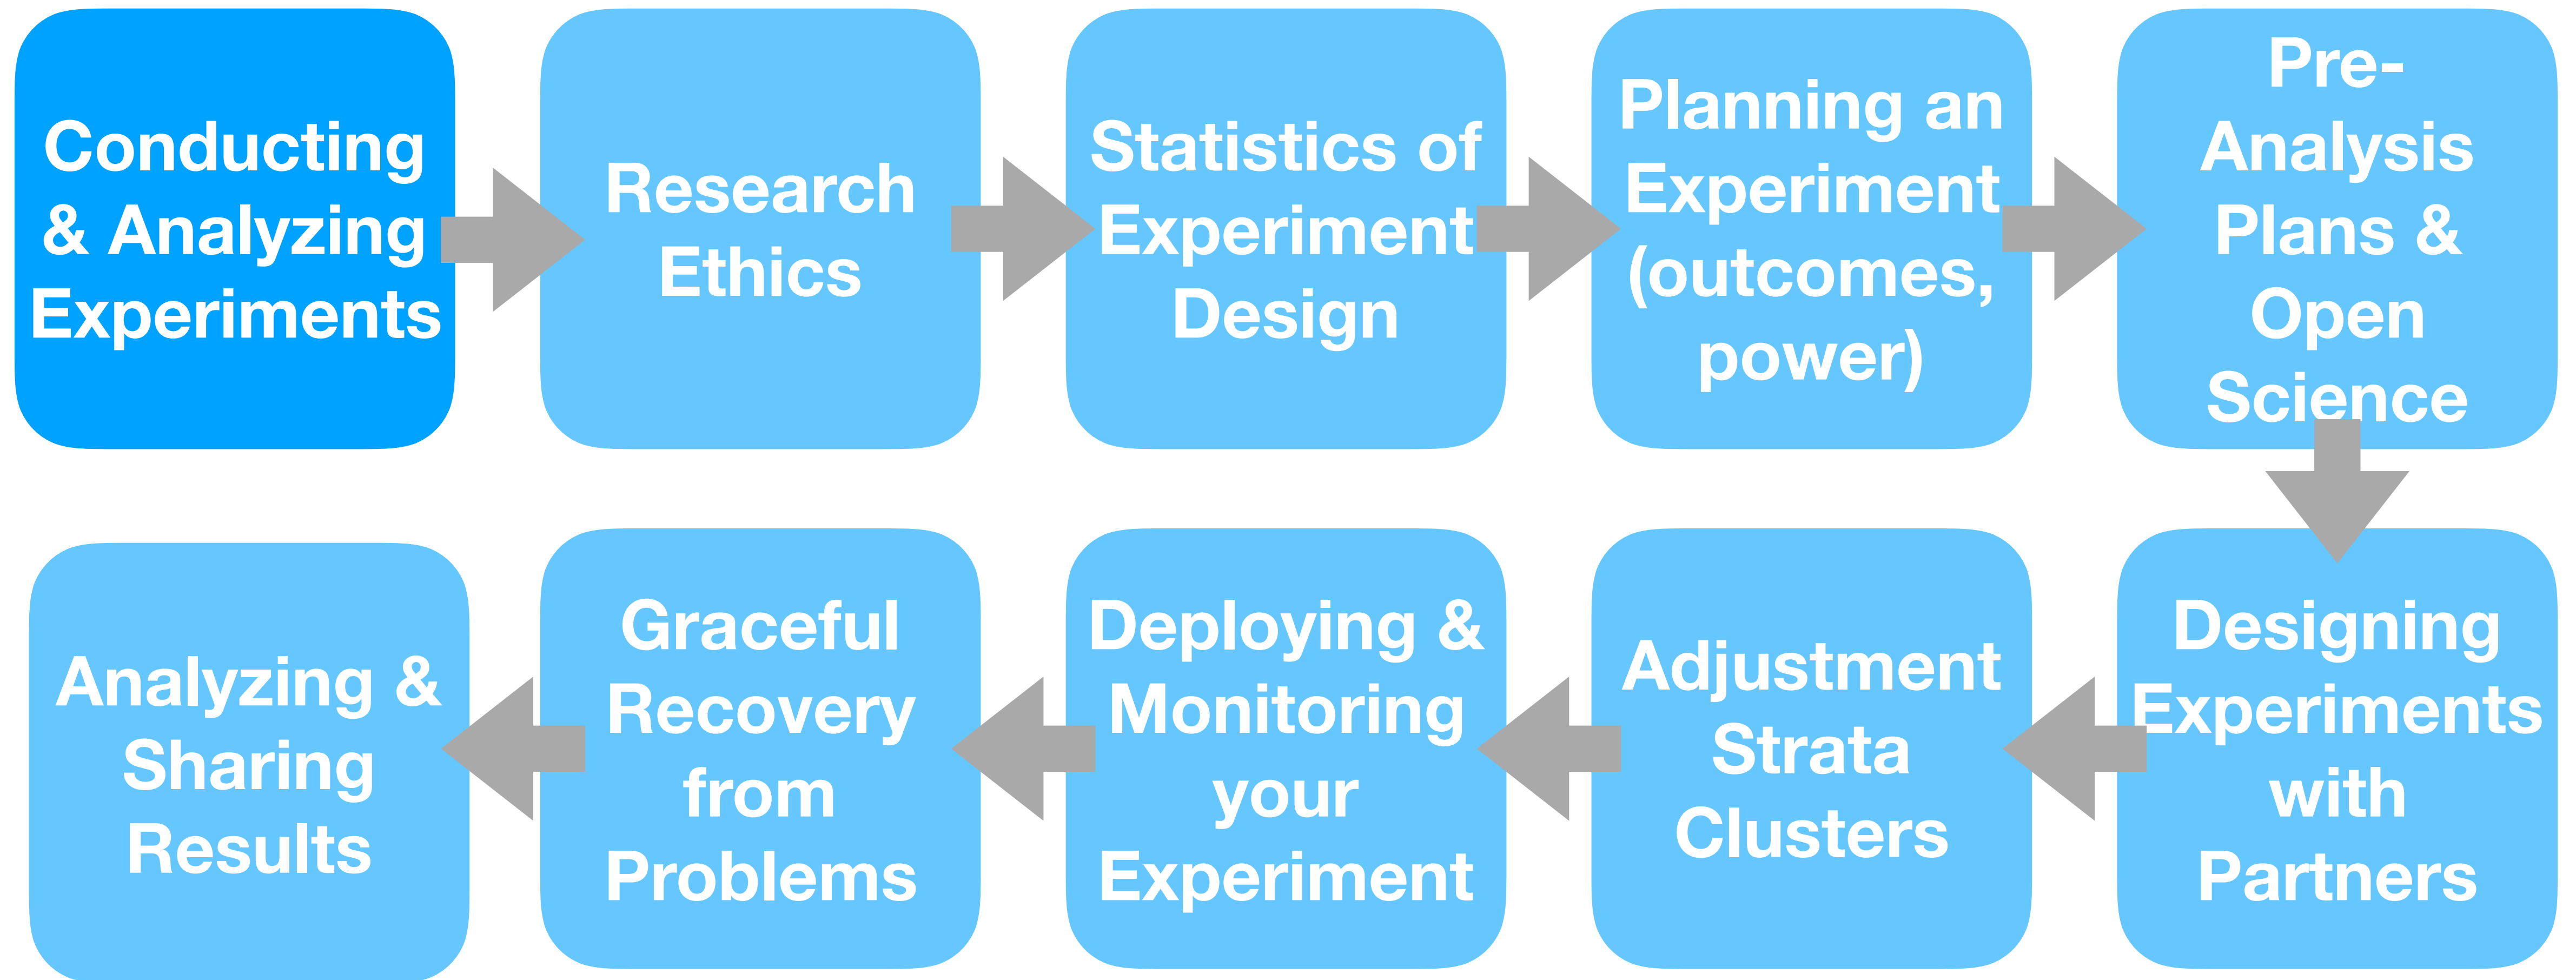 Conducting
& Analyzing
Experiments
Research
Ethics
Statistics of
Experiment
Design
Planning an
Experiment
(outcomes,
power)
Pre-
Analysis
Plans &
Open
Science
Designing
Experiments
with
Partners
Adjustment
Strata
Clusters
Deploying &
Monitoring
your
Experiment
Graceful
Recovery
from
Problems
Analyzing &
Sharing
Results